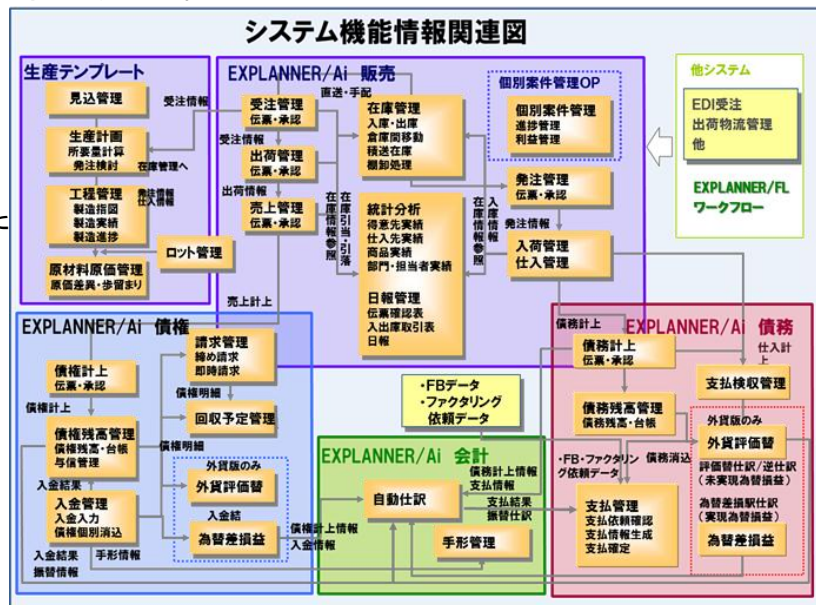 システム機能情報関連図
生産テンプレート
見込管理
生産計画
所要量計算
発注検討
在庫管理へ
工程管理
製造指図
製造実績
製造進捗
発注情報
仕入情報
ロット管理
原材料原価管理
原価差異・歩留まり
受注情報
EXPLANNER/Ai 販売
直送・手配
受注管理
伝票・承認
受注情報
出荷管理
伝票・承認
出荷情報
売上管理
伝票・承認
売上計上
在庫管理
入庫・出庫
倉庫間移動
積送在庫
棚卸処理
在庫引当・引落
在庫情報参照
統計分析
得意先実績
仕入先実績
商品実績
部門・担当者実績
日報管理
伝票確認表
入出庫取引表
日報
入庫情報
在庫情報参照
個別案件管理OP
個別案件管理
進捗管理
利益管理
発注管理
伝票・承認
発注情報
入荷管理
仕入管理
他システム
EDI受注
出荷物流管理
他
EXPLANNER/FL
ワークフロー
EXPLANNER/Ai 債権
債権計上
伝票・承認
債権計上
債権残高管理
債権残高・台帳
与信管理
入金結果
入金管理
入金入力
債権個別消込
入金結果
振替情報
手形情報
請求管理
締め請求
即時請求
債権明細
回収予定管理
債権明細
外貨版のみ
外貨評価替
入金結
為替差損益
債権計上情報
入金情報
・FBデータ
・ファクタリング
依頼データ
EXPLANNER/Ai 会計
自動仕訳
手形管理
債務計上情報
支払情報
支払結果
振替仕訳
債務計上
EXPLANNER/Ai 債務
債務計上
伝票・承認
仕入計
上
支払検収管理
債務残高管理
債務残高・台帳
・FB・ファクタリン
グ依頼データ
債務消込
支払管理
支払依頼確認
支払情報生成
支払確定
外貨版のみ
外貨評価替
評価替仕訳/逆仕訳
(未実現為替損益)
為替差損駅仕訳
(実現為替損益)
為替差損益